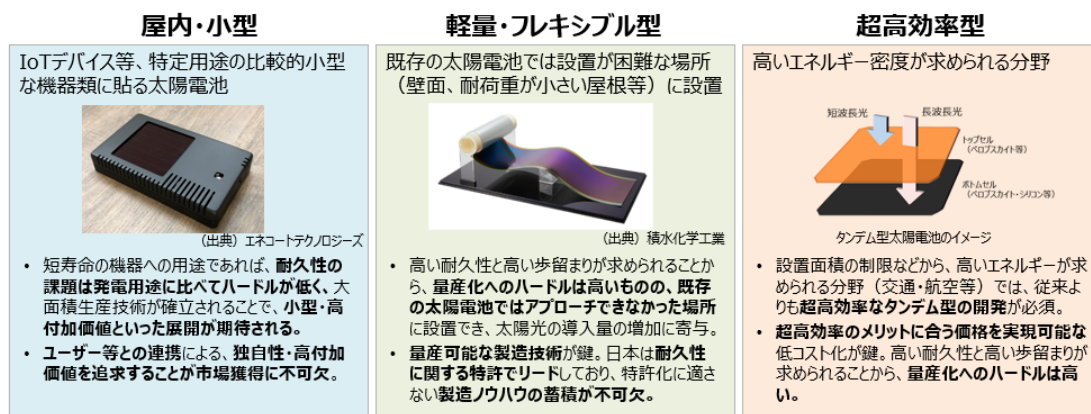 屋内・小型
IoTデバイス等、特定用途の比較的小型
な機器類に貼る太陽電池
（出典）エネコートテクノロジーズ
• 短寿命の機器への用途であれば、耐久性の
課題は発電用途に比べてハードルが低く、大
面積生産技術が確立されることで、小型・高
付加価値といった展開が期待される。
• ユーザー等との連携による、独自性・高付加
価値を追求することが市場獲得に不可欠。
軽量・フレキシブル型
既存の太陽電池では設置が困難な場所
（壁面、耐荷重が小さい屋根等）に設置
（出典）積水化学工業
• 高い耐久性と高い歩留まりが求められることか
ら、量産化へのハードルは高いものの、既存
の太陽電池ではアプローチできなかった場所
に設置でき、太陽光の導入量の増加に寄与。
• 量産可能な製造技術が鍵。日本は耐久性
に関する特許でリードしており、特許化に適さ
ない製造ノウハウの蓄積が不可欠。
超高効率型
高いエネルギー密度が求められる分野
短波長光
長波長光
トップセル
（ペロブスカイト等）
ボトムセル
（ペロブスカイト・シリコン等）
タンデム型太陽電池のイメージ
• 設置面積の制限などから、高いエネルギーが求
められる分野（交通・航空等）では、従来よ
りも超高効率なタンデム型の開発が必須。
• 超高効率のメリットに合う価格を実現可能な
低コスト化が鍵。高い耐久性と高い歩留まりが
求められることから、量産化へのハードルは高
い。